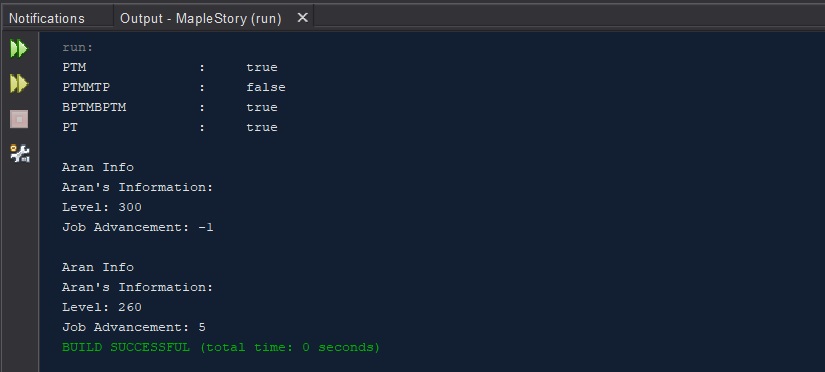 Notifications
Output - MapleStory (run)
run:
PTM : true
PTMMTP : false
BPTMBPTM : true
PT : true
Aran Info
Aran's Information:
Level: 300
Job Advancement: -1
Aran Info
Aran's Information:
Level: 260
Job Advancement: 5
BUILD SUCCESSFUL (total time: 0 seconds)